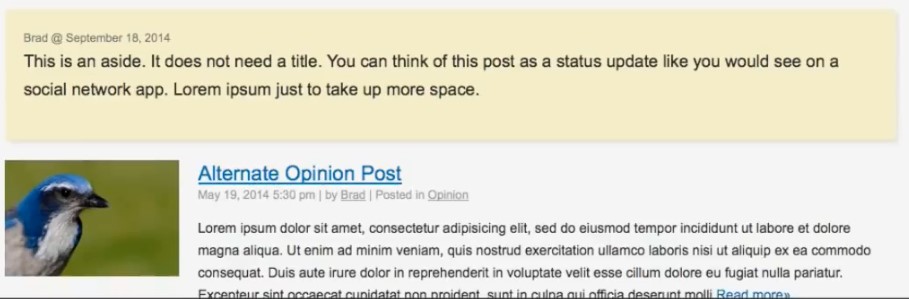 Brad @ September 18, 2014
This is an aside. It does not need a title. You can think of this post as a status update like you would see on a
social network app. Lorem ipsum just to take up more space.
Alternate Opinion Post
May 19, 2014 5:30 pm | by Brad | Posted in Opinion
Lorem ipsum dolor sit amet, consectetur adipisicing elit, sed do eiusmod tempor incididunt ut labore et dolore
magna aliqua. Ut enim ad minim veniam, quis nostrud exercitation ullamco laboris nisi ut aliquip ex ea commodo
consequat. Duis aute irure dolor in reprehenderit in voluptate velit esse cillum dolore eu fugiat nulla pariatur.
Excepteur sint occaecat cupidatat non proident, sunt in culpa qui officia deserunt molli Read more»